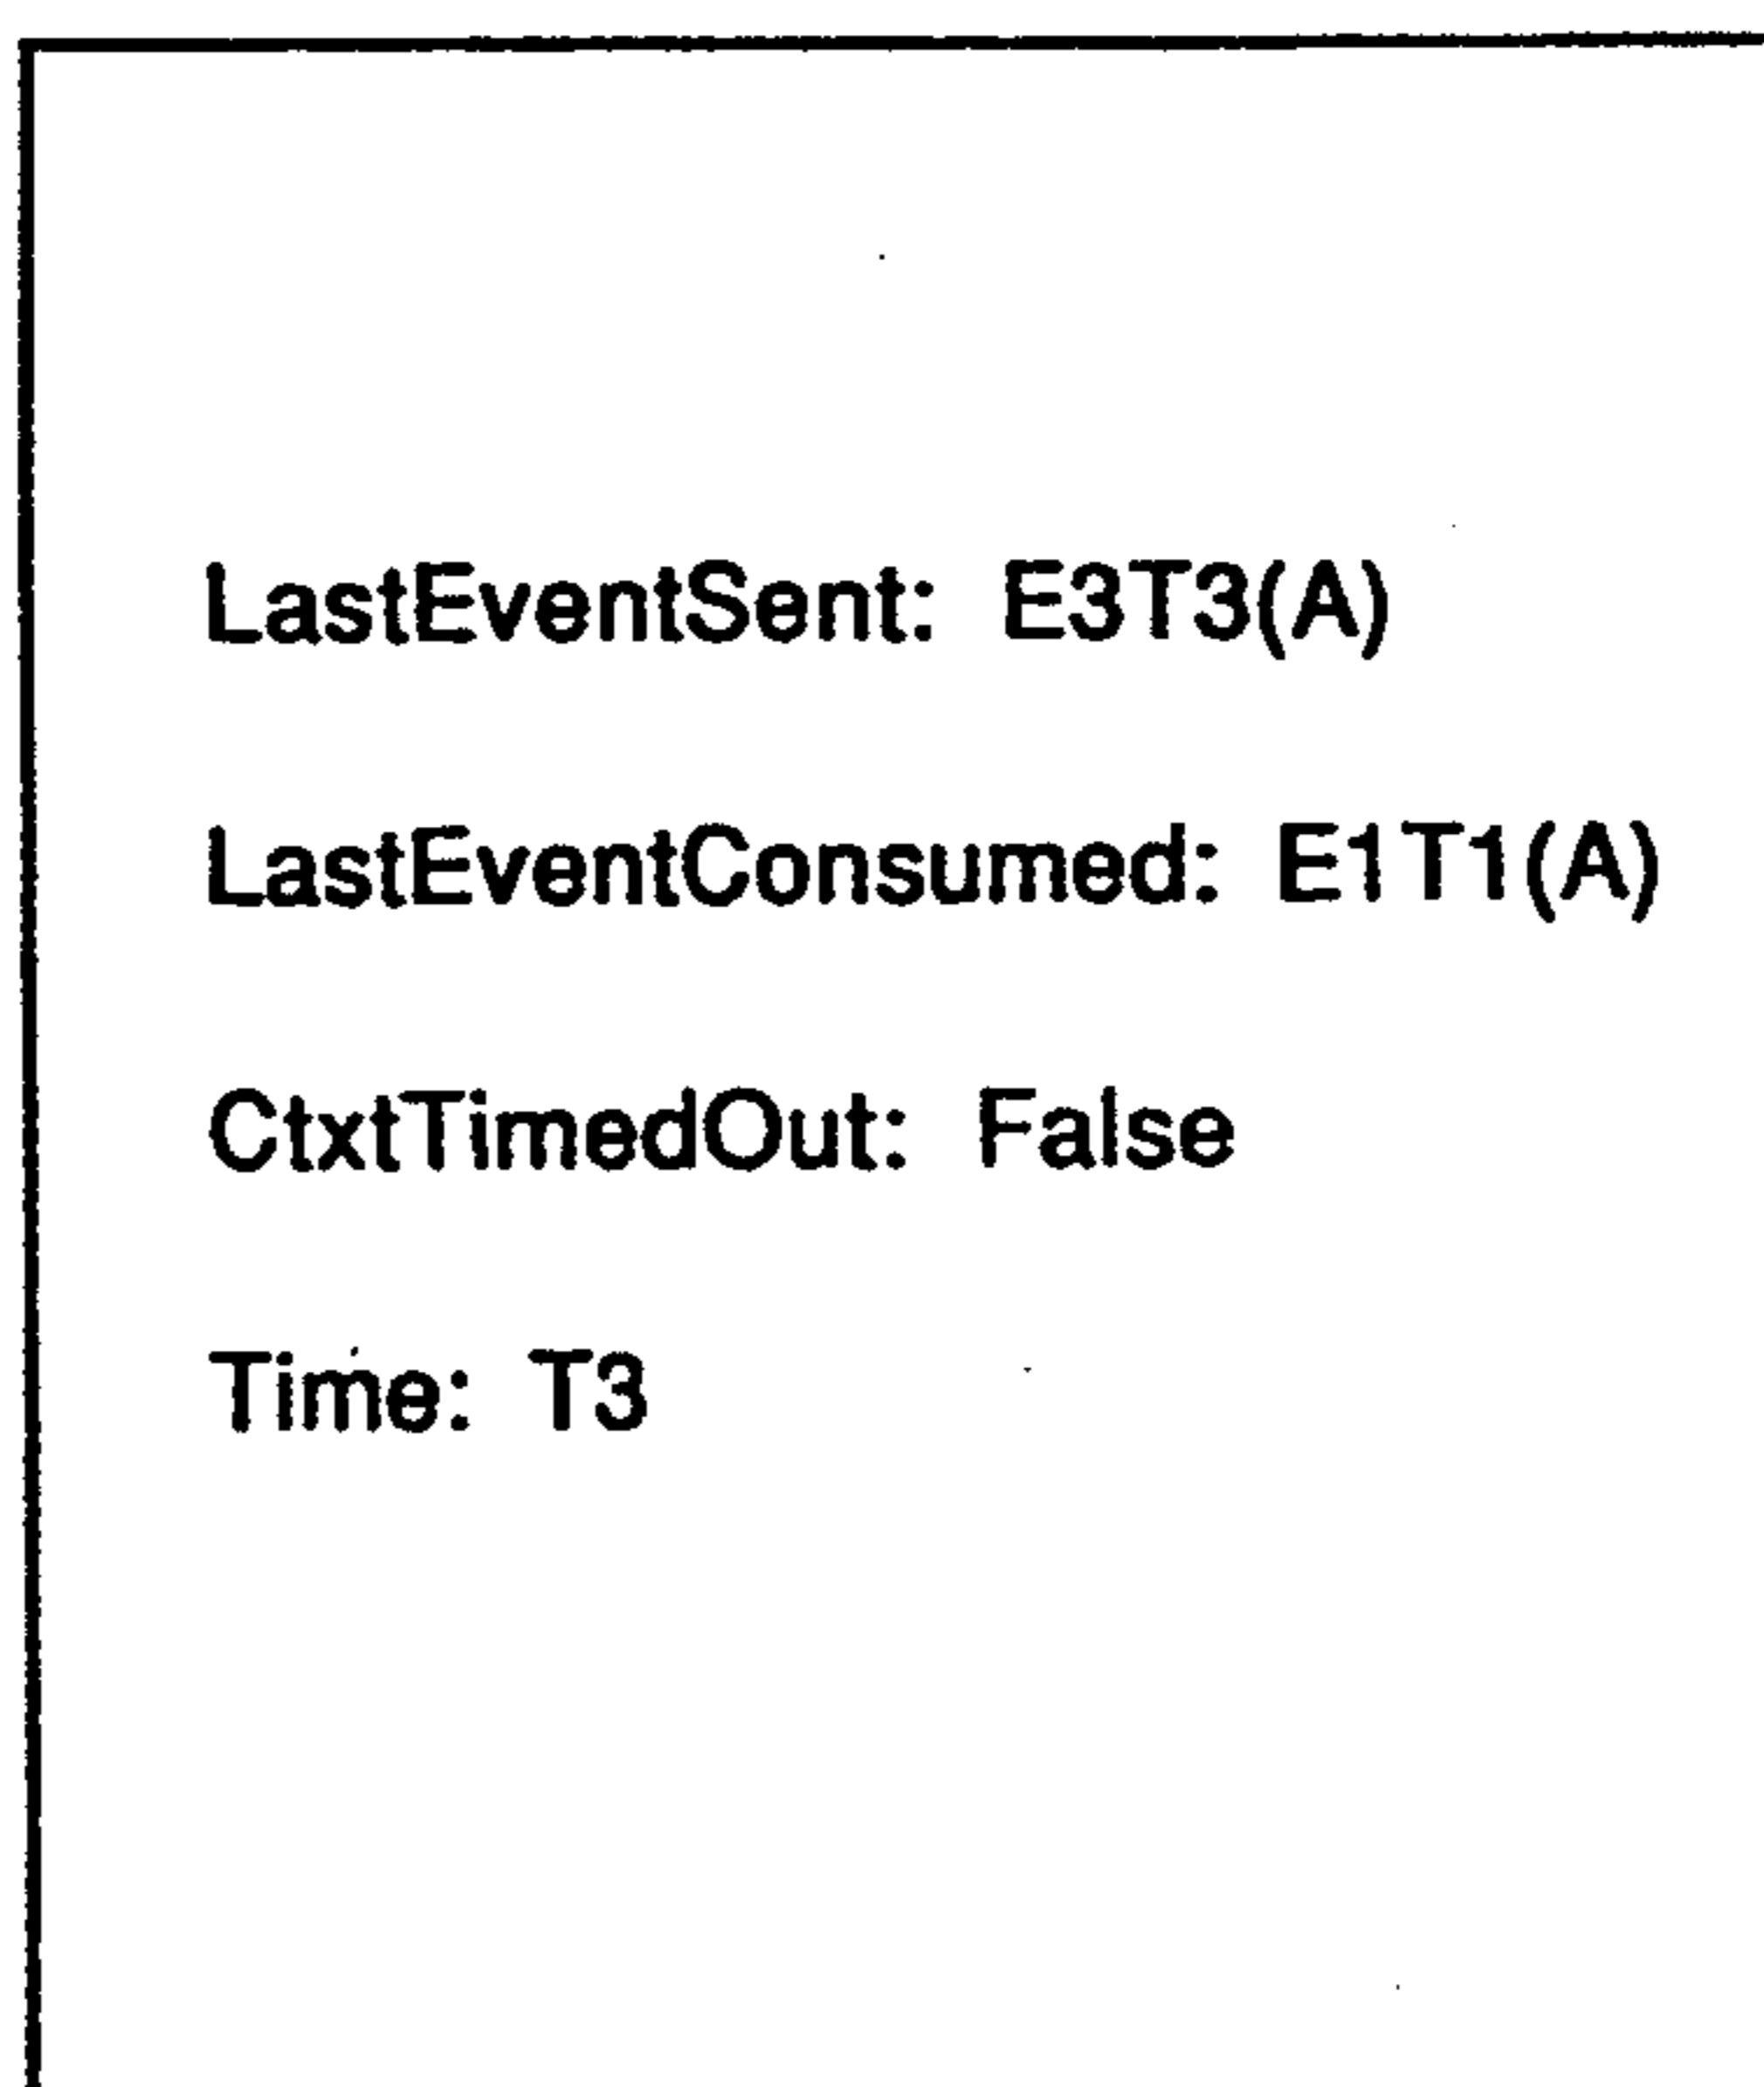 LastEventSent: E3T3(A)
LastEventConsumed: E1T1(A)
CtxtTimedOut: False
Time: T3